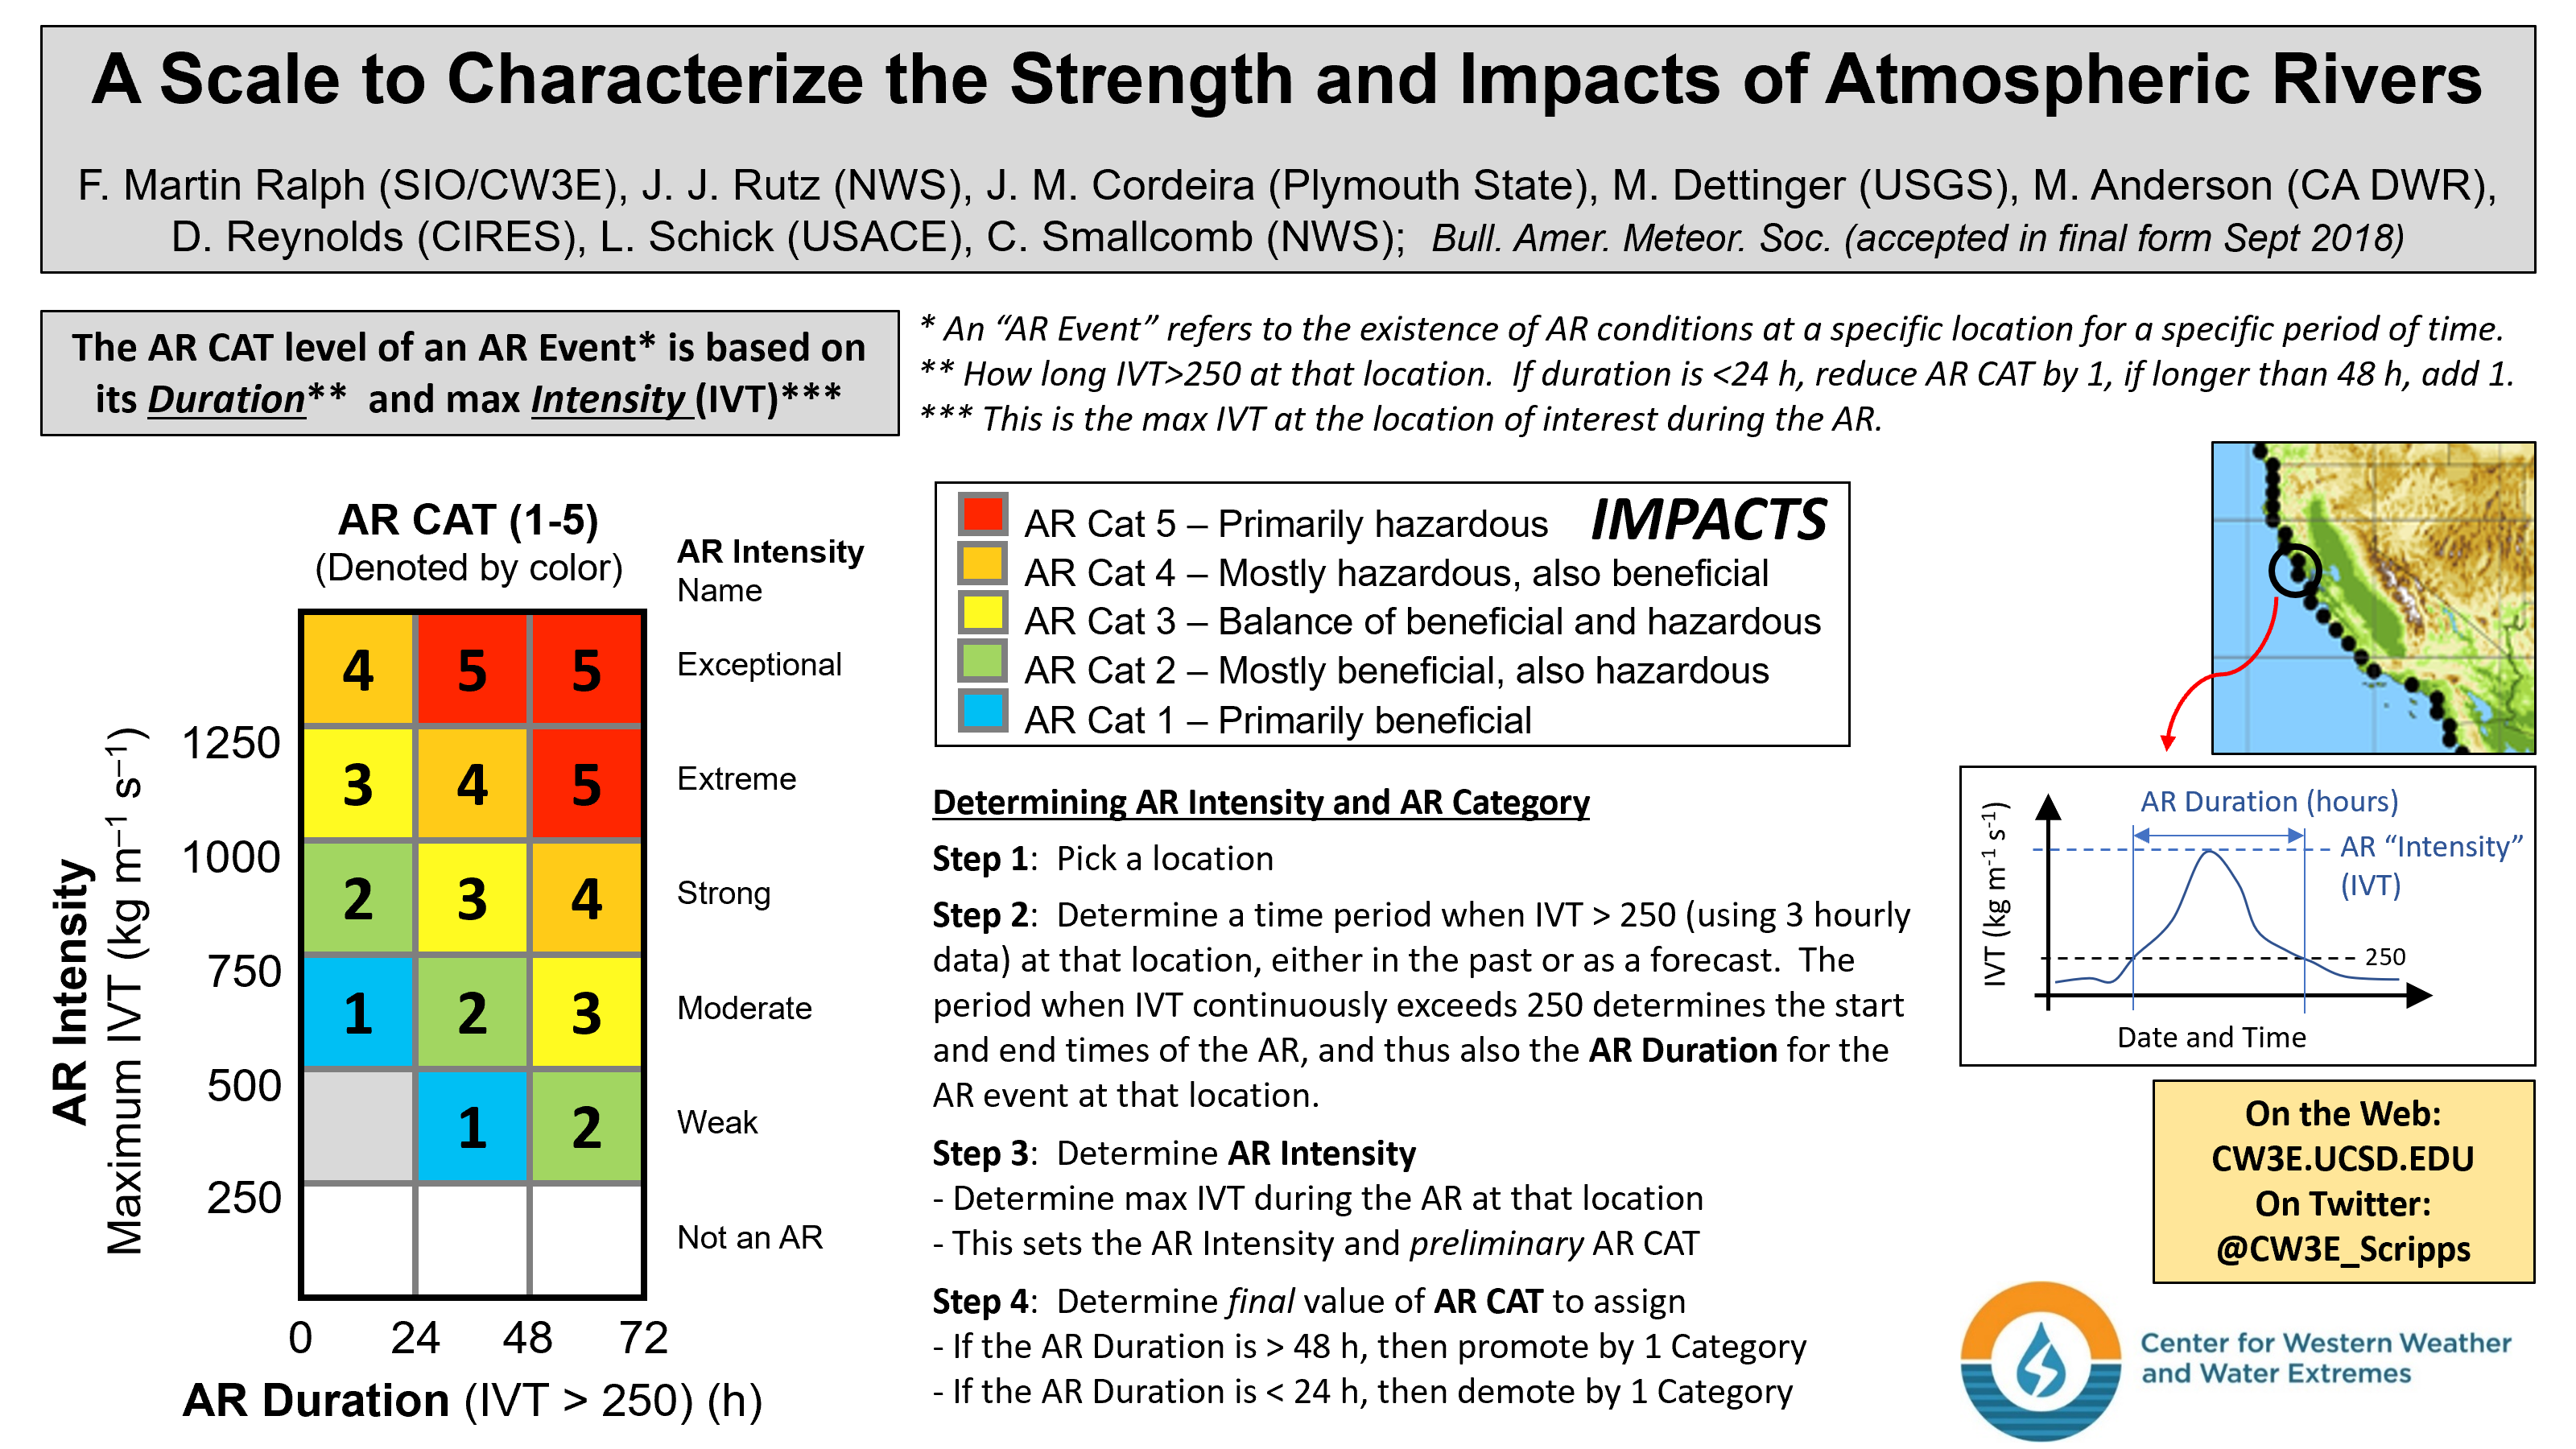 A Scale to Characterize the Strength and Impacts of Atmospheric Rivers
F. Martin Ralph (SIO/CW3E), J. J. Rutz (NWS), J. M. Cordeira (Plymouth State), M. Dettinger (USGS), M. Anderson (CA DWR),
D. Reynolds (CIRES), L. Schick (USACE), C. Smallcomb (NWS); Bull. Amer. Meteor. Soc. (accepted in final form Sept 2018)
The AR CAT level of an AR Event* is based on
its Duration** and max Intensity (IVT)***
* An “AR Event” refers to the existence of AR conditions at a specific location for a specific period of time.
** How long IVT>250 at that location. If duration is <24 h, reduce AR CAT by 1, if longer than 48 h, add 1.
*** This is the max IVT at the location of interest during the AR.
AR CAT (1-5)
(Denoted by color)
AR Intensity
Name
4 5 5 Exceptional
1250
3 4 5 Extreme
1000
2 3 4 Strong
750
1 2 3 Moderate
500
1 2 Weak
250
Not an AR
0 24 48 72
AR Duration (IVT > 250) (h)
AR Intensity
Maximum IVT (kg m⁻¹ s⁻¹)
IMPACTS
AR Cat 5 – Primarily hazardous
AR Cat 4 – Mostly hazardous, also beneficial
AR Cat 3 – Balance of beneficial and hazardous
AR Cat 2 – Mostly beneficial, also hazardous
AR Cat 1 – Primarily beneficial
Determining AR Intensity and AR Category
Step 1: Pick a location
Step 2: Determine a time period when IVT > 250 (using 3 hourly
data) at that location, either in the past or as a forecast. The
period when IVT continuously exceeds 250 determines the start
and end times of the AR, and thus also the AR Duration for the
AR event at that location.
Step 3: Determine AR Intensity
- Determine max IVT during the AR at that location
- This sets the AR Intensity and preliminary AR CAT
Step 4: Determine final value of AR CAT to assign
- If the AR Duration is > 48 h, then promote by 1 Category
- If the AR Duration is < 24 h, then demote by 1 Category
AR Duration (hours)
AR “Intensity”
(IVT)
250
IVT (kg m⁻¹ s⁻¹)
Date and Time
On the Web:
CW3E.UCSD.EDU
On Twitter:
@CW3E_Scripps
Center for Western Weather
and Water Extremes